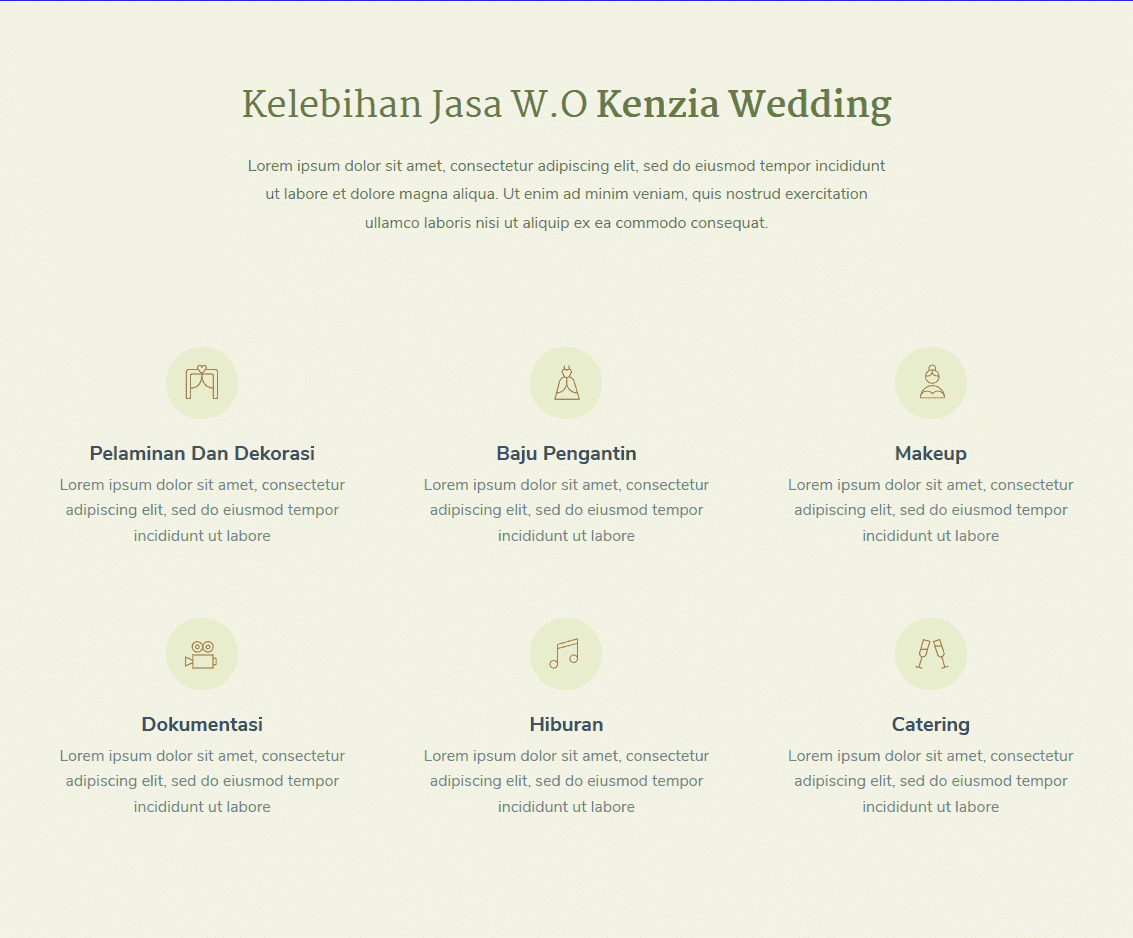 Kelebihan Jasa W.O Kenzia Wedding
Lorem ipsum dolor sit amet, consectetur adipiscing elit, sed do eiusmod tempor incididunt
ut labore et dolore magna aliqua. Ut enim ad minim veniam, quis nostrud exercitation
ullamco laboris nisi ut aliquip ex ea commodo consequat.
Pelaminan Dan Dekorasi
Lorem ipsum dolor sit amet, consectetur
adipiscing elit, sed do eiusmod tempor
incididunt ut labore
Baju Pengantin
Lorem ipsum dolor sit amet, consectetur
adipiscing elit, sed do eiusmod tempor
incididunt ut labore
Makeup
Lorem ipsum dolor sit amet, consectetur
adipiscing elit, sed do eiusmod tempor
incididunt ut labore
Dokumentasi
Lorem ipsum dolor sit amet, consectetur
adipiscing elit, sed do eiusmod tempor
incididunt ut labore
Hiburan
Lorem ipsum dolor sit amet, consectetur
adipiscing elit, sed do eiusmod tempor
incididunt ut labore
Catering
Lorem ipsum dolor sit amet, consectetur
adipiscing elit, sed do eiusmod tempor
incididunt ut labore